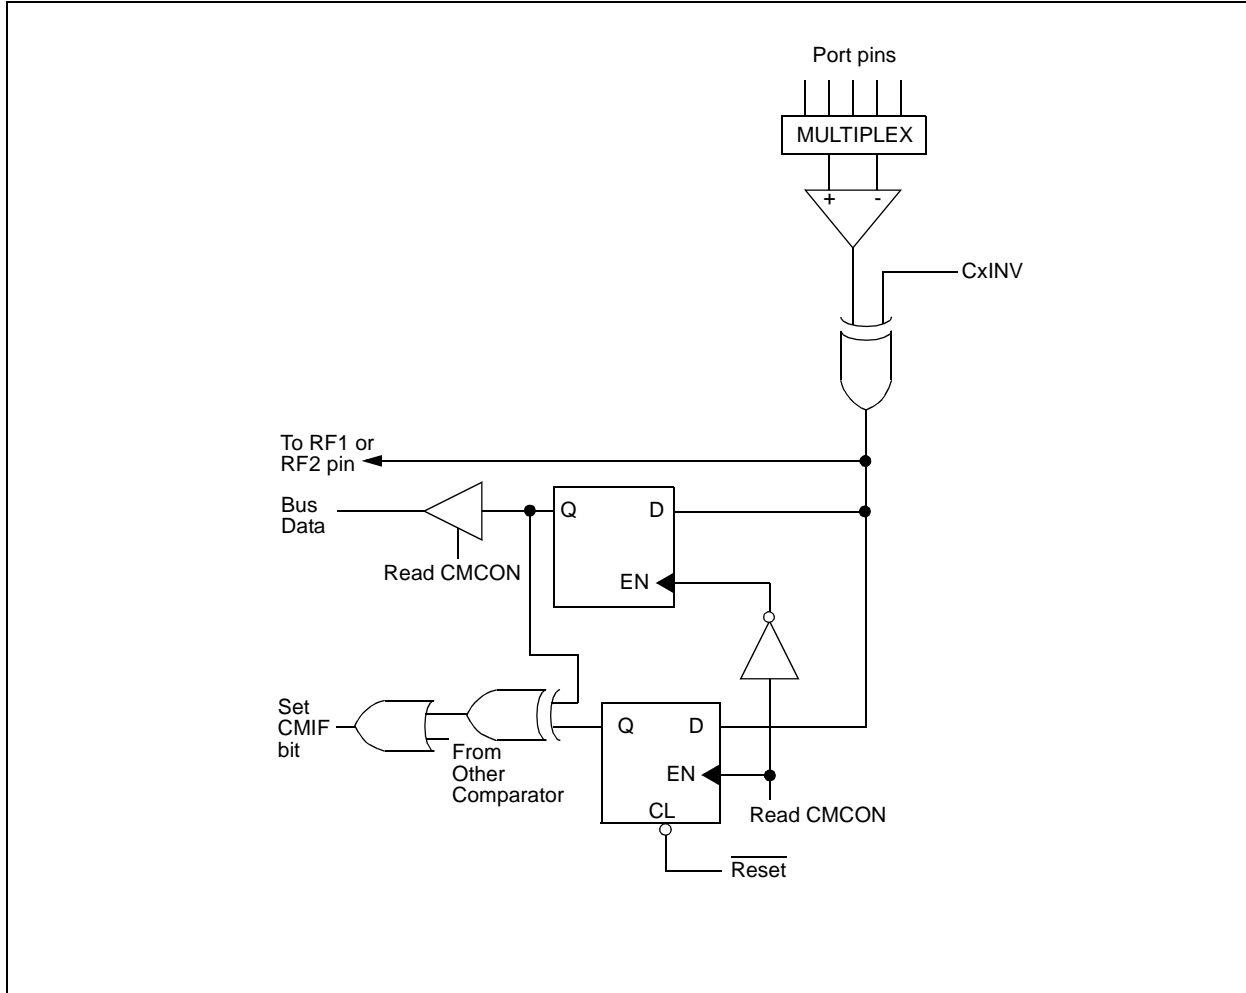 Port pins
MULTIPLEX
+ -
CxINV
To RF1 or
RF2 pin
Bus
Data
Q D
EN
Read CMCON
Set
CMIF
bit
From
Other
Comparator
Q D
EN
CL
Read CMCON
Reset